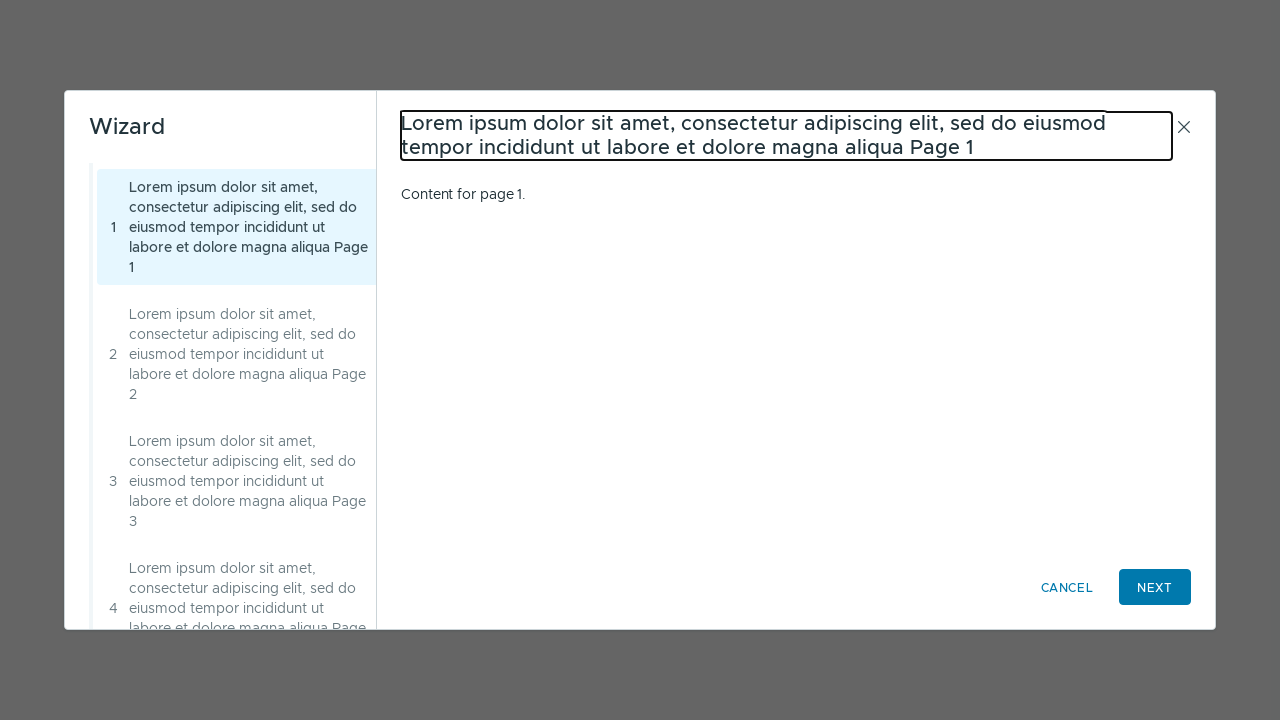 Wizard
1
Lorem ipsum dolor sit amet,
consectetur adipiscing elit, sed do
eiusmod tempor incididunt ut
labore et dolore magna aliqua Page
1
2
Lorem ipsum dolor sit amet,
consectetur adipiscing elit, sed do
eiusmod tempor incididunt ut
labore et dolore magna aliqua Page
2
3
Lorem ipsum dolor sit amet,
consectetur adipiscing elit, sed do
eiusmod tempor incididunt ut
labore et dolore magna aliqua Page
3
4
Lorem ipsum dolor sit amet,
consectetur adipiscing elit, sed do
eiusmod tempor incididunt ut
labore et dolore magna aliqua Page
Lorem ipsum dolor sit amet, consectetur adipiscing elit, sed do eiusmod
tempor incididunt ut labore et dolore magna aliqua Page 1
Content for page 1.
CANCEL
NEXT